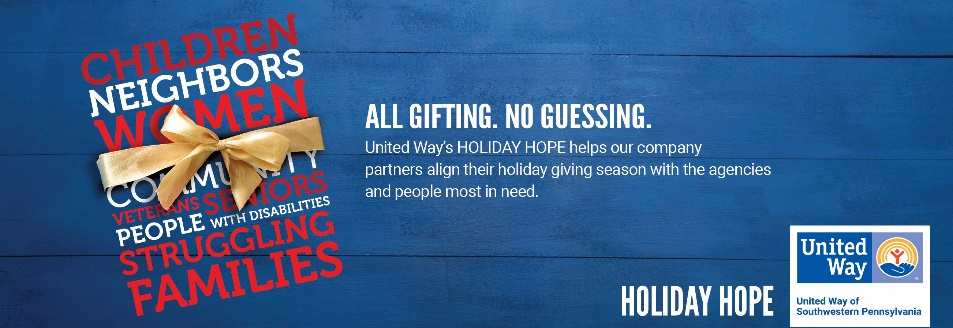 CHILDREN
NEIGHBORS
WOMEN
COMMUNITY
VETERANS SENIORS
PEOPLE WITH DISABILITIES
STRUGGLING
FAMILIES
ALL GIFTING. NO GUESSING.
United Way's HOLIDAY HOPE helps our company
partners align their holiday giving season with the agencies
and people most in need.
HOLIDAY HOPE
United
Way
United Way of
Southwestern Pennsylvania